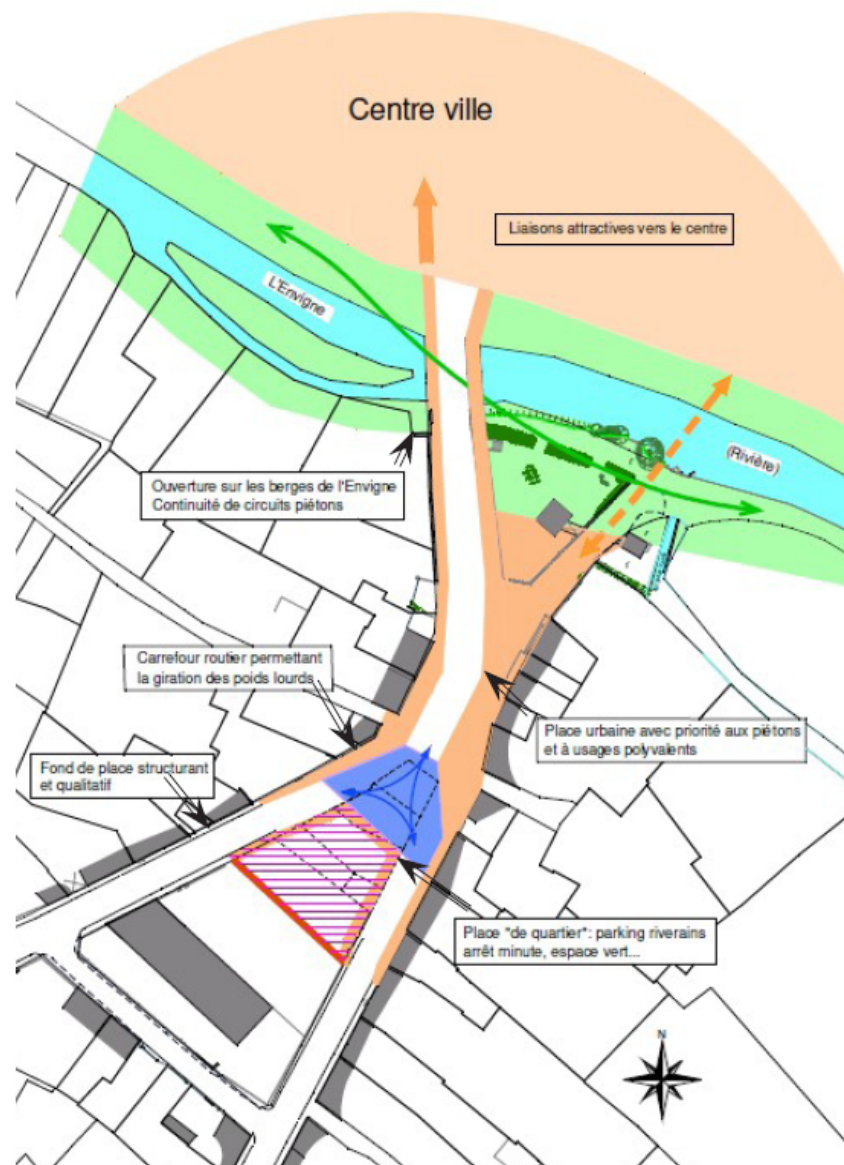 Centre ville
Liaisons attractives vers le centre
L'Envigne
(Rivière)
Ouverture sur les berges de l'Envigne
Continuité de circuits piétons
Carrefour routier permettant
la giration des poids lourds
Place urbaine avec priorité aux piétons
et à usages polyvalents
Fond de place structurant
et qualitatif
Place "de quartier": parking riverains
arrêt minute, espace vert...
N